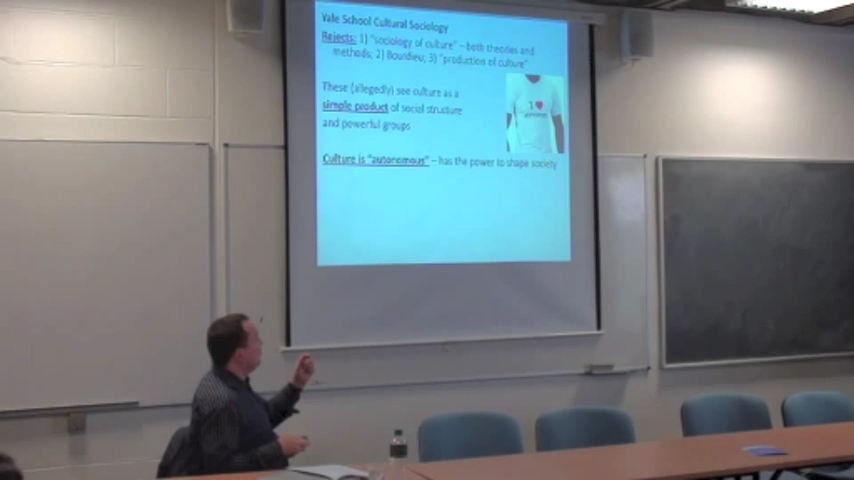 Yale School Cultural Sociology
Rejects: 1) "sociology of culture" – both theories and
methods; 2) Bourdieu; 3) "production of culture"
These (allegedly) see culture as a
simple product of social structure
and powerful groups
I ♥
Culture is "autonomous" – has the power to shape society